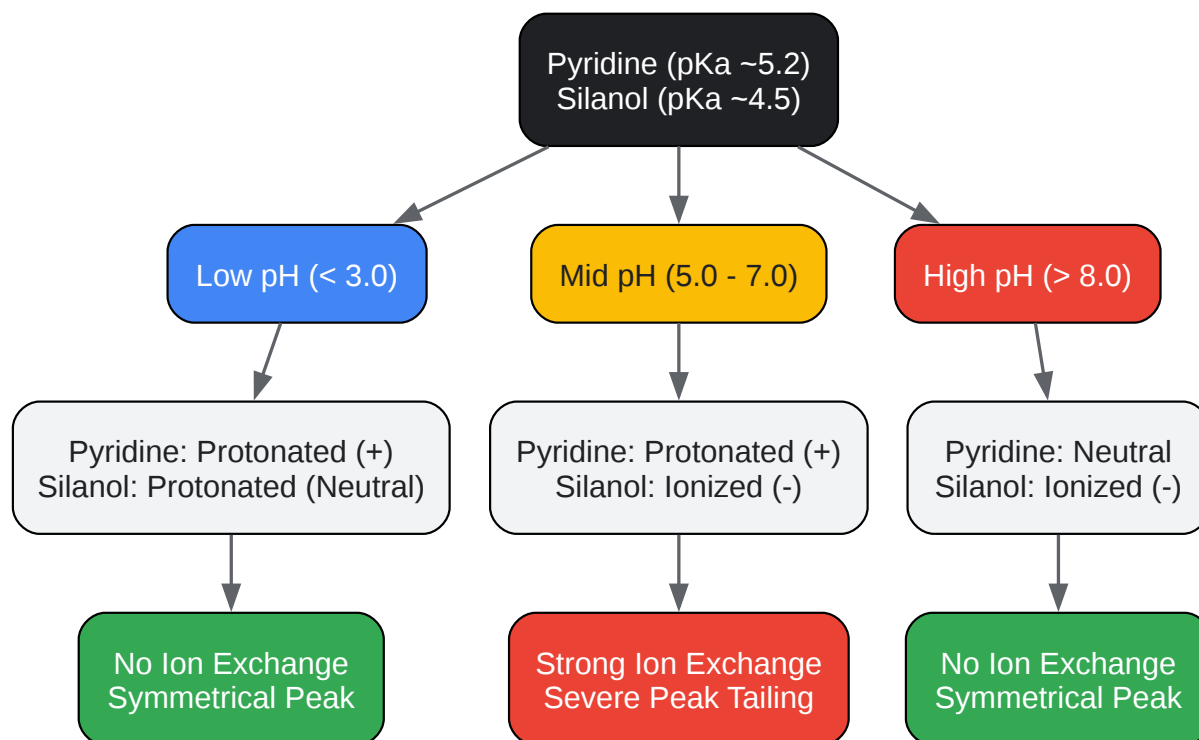 Pyridine (pKa ~5.2)
Silanol (pKa ~4.5)
Low pH (< 3.0)
Mid pH (5.0 - 7.0)
High pH (> 8.0)
Pyridine: Protonated (+)
Silanol: Protonated (Neutral)
Pyridine: Protonated (+)
Silanol: Ionized (-)
Pyridine: Neutral
Silanol: Ionized (-)
No Ion Exchange
Symmetrical Peak
Strong Ion Exchange
Severe Peak Tailing
No Ion Exchange
Symmetrical Peak